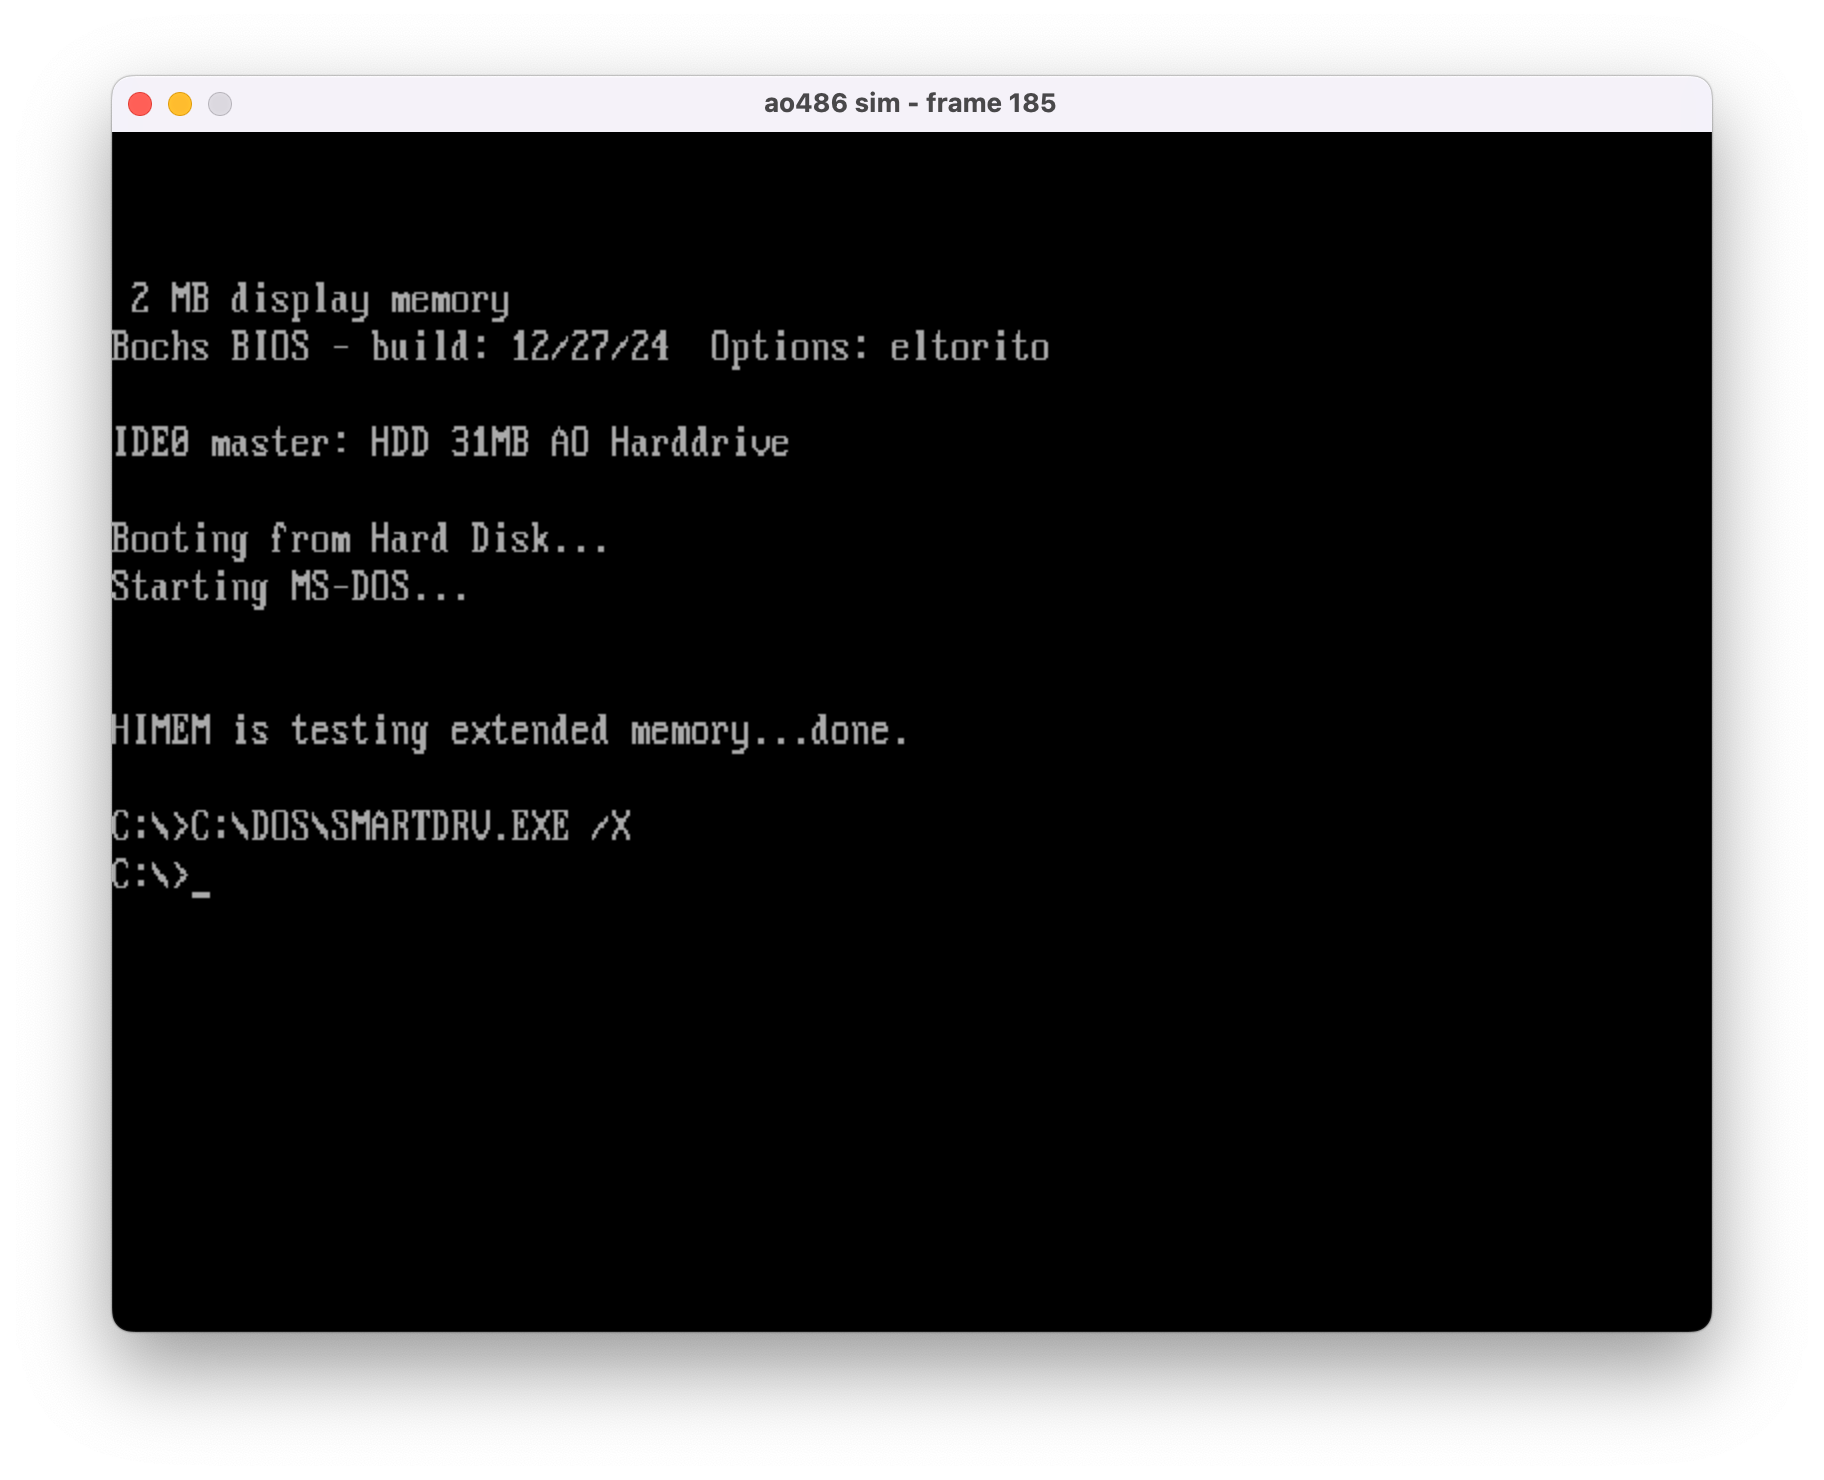 ao486 sim - frame 185
2 MB display memory
Bochs BIOS - build: 12/27/24  Options: eltorito
IDE0 master: HDD 31MB AO Harddrive
Booting from Hard Disk...
Starting MS-DOS...
HIMEM is testing extended memory...done.
C:\>C:\DOS\SMARTDRV.EXE /X
C:\>_